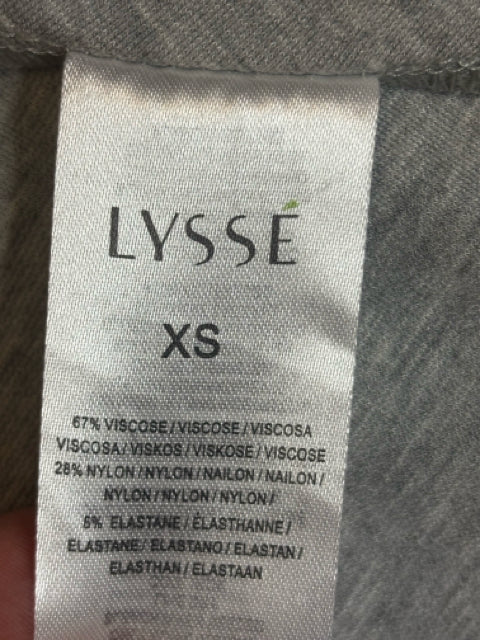 LYSSÉ
XS
67% VISCOSE / VISCOSE / VISCOSA
VISCOSA / VISKOS / VISKOSE / VISCOSE
28% NYLON / NYLON / NAILON / NAILON /
NYLON / NYLON / NYLON /
5% ELASTANE / ÉLASTHANNE /
ELASTANE / ELASTANO / ELASTAN /
ELASTHAN / ELASTAAN